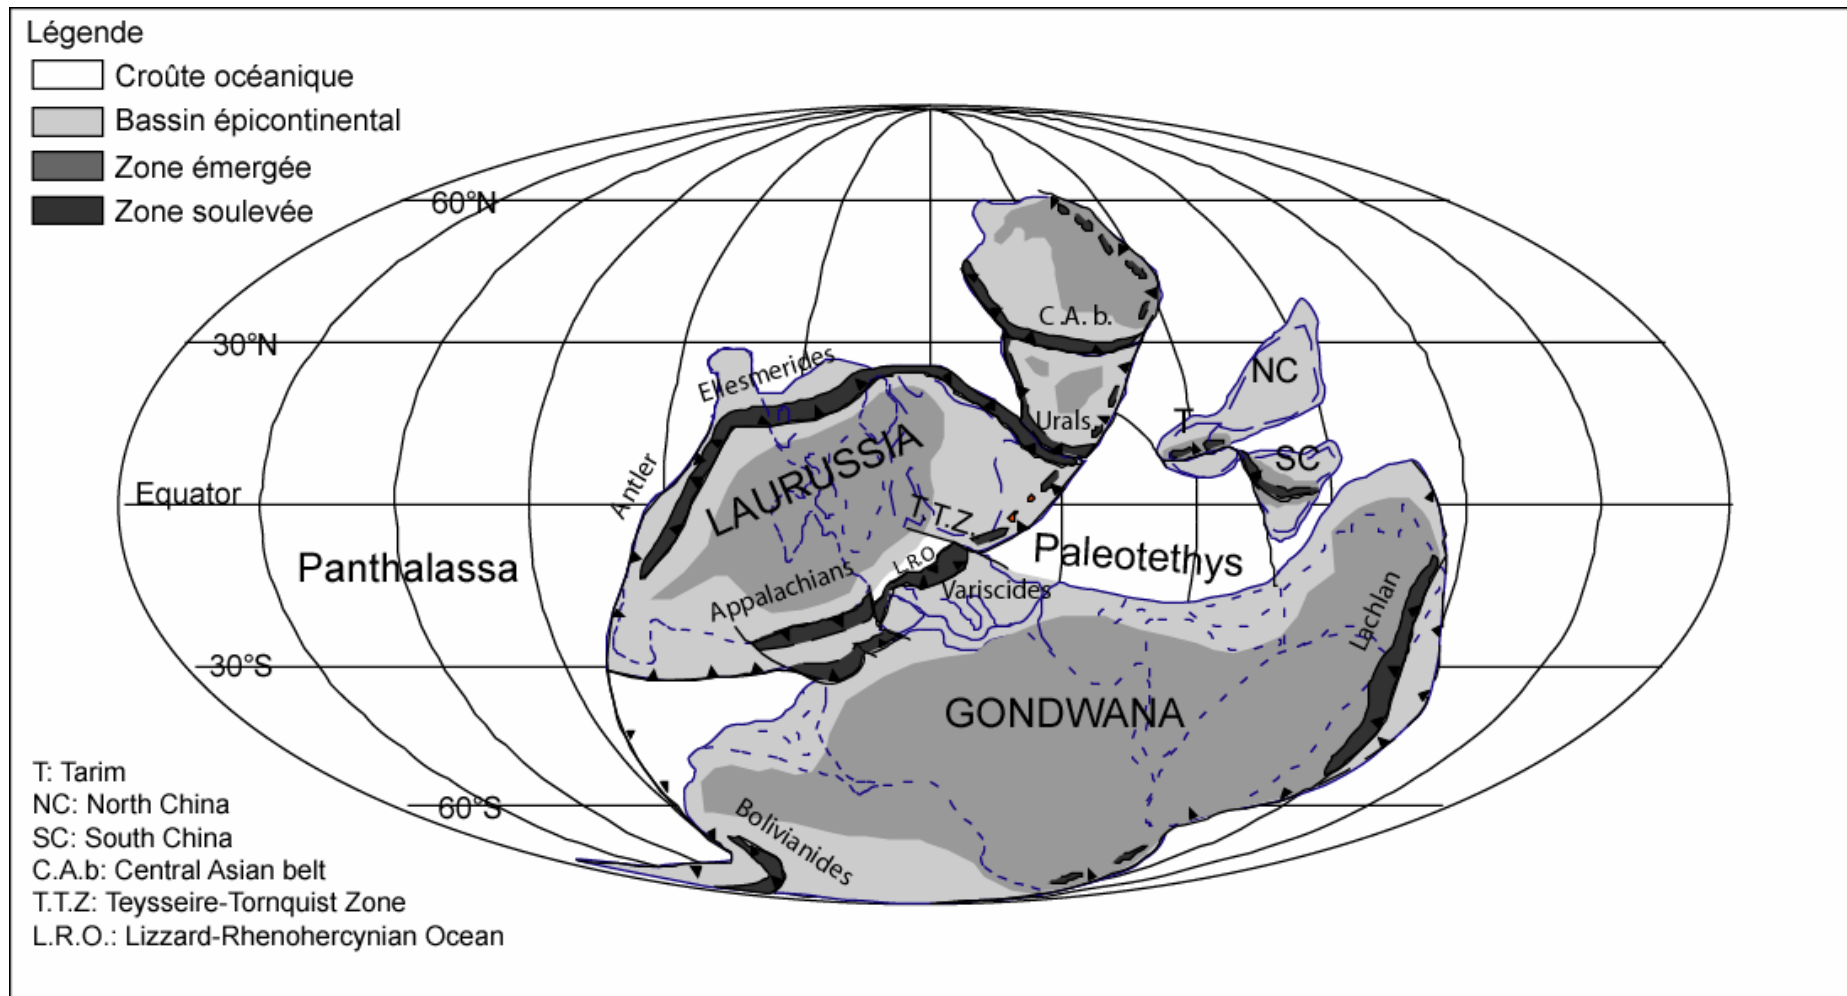 Légende
Croûte océanique
Bassin épicontinental
Zone émergée
Zone soulevée
60°N
30°N
C.A. b.
Ellesmerides
NC
Urals
T
SC
LAURUSSIA
Antler
Equator
T.T.Z.
L.R.O
Panthalassa
Paleotethys
Appalachians
Variscides
Lachlan
30°S
GONDWANA
60°S
Bolivianides
T: Tarim
NC: North China
SC: South China
C.A.b: Central Asian belt
T.T.Z: Teysseire-Tornquist Zone
L.R.O.: Lizzard-Rhenohercynian Ocean